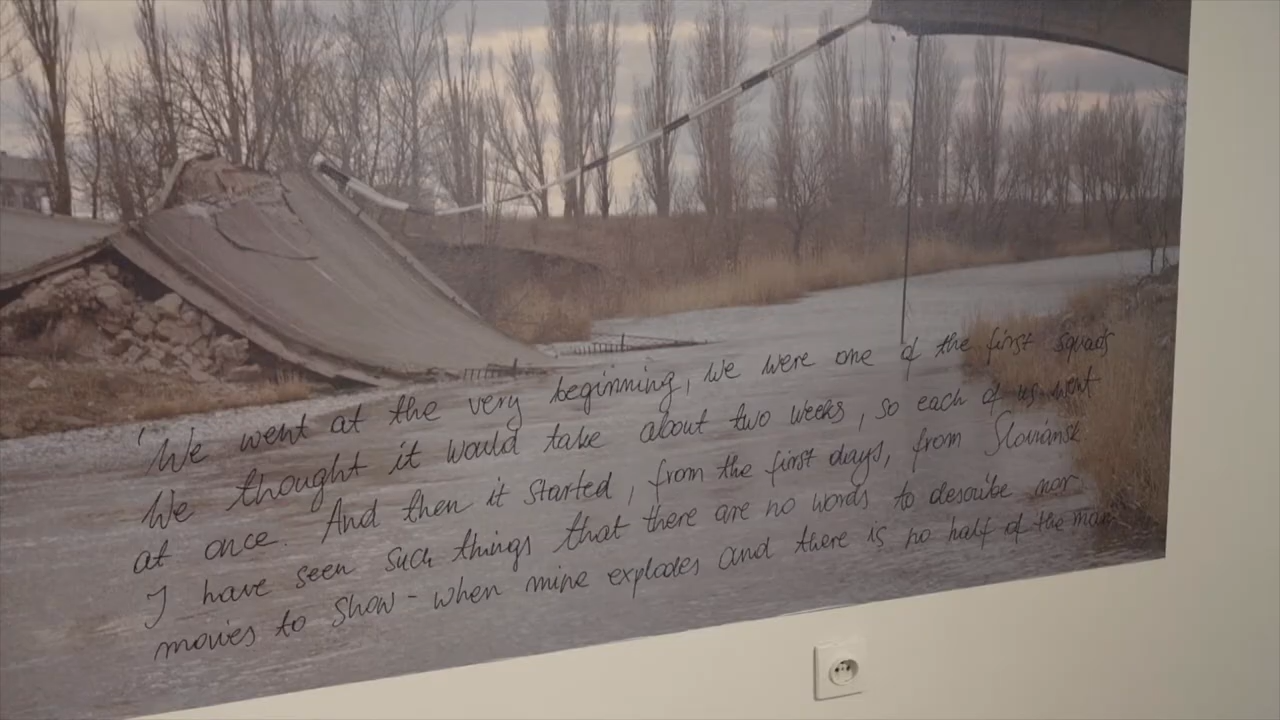 'We went at the very beginning, we were one of the first squads
We thought it would take about two weeks, so each of us went
at once. And then it started, from the first days, from Sloviansk
I have seen such things that there are no words to describe nor
movies to show - when mine explodes and there is no half of the man'